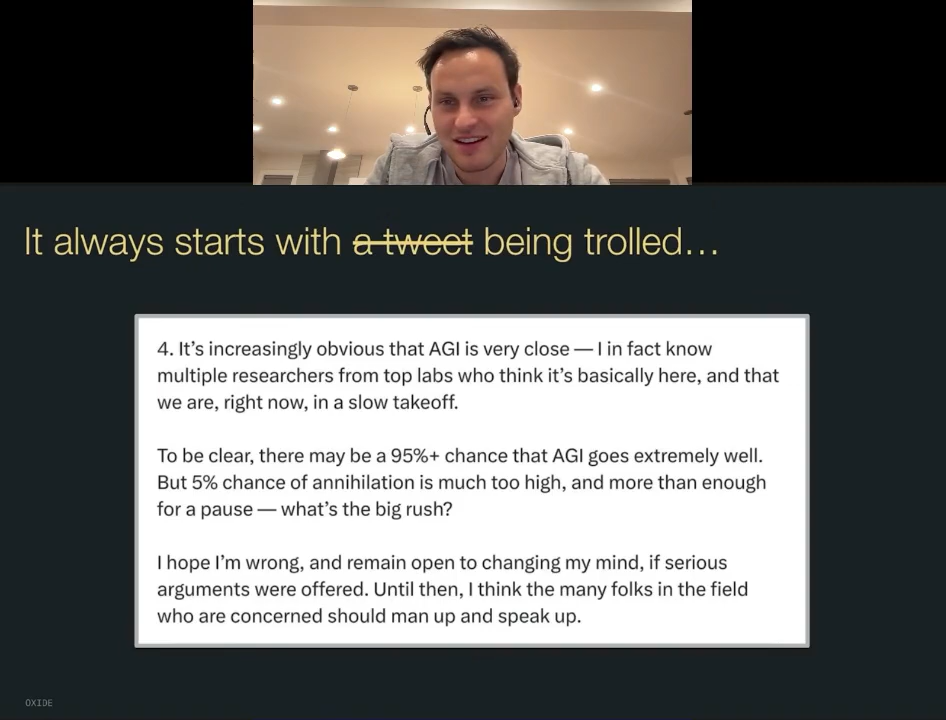 It always starts with a tweet being trolled…
4. It's increasingly obvious that AGI is very close — I in fact know
multiple researchers from top labs who think it's basically here, and that
we are, right now, in a slow takeoff.
To be clear, there may be a 95%+ chance that AGI goes extremely well.
But 5% chance of annihilation is much too high, and more than enough
for a pause — what's the big rush?
I hope I'm wrong, and remain open to changing my mind, if serious
arguments were offered. Until then, I think the many folks in the field
who are concerned should man up and speak up.
OXIDE